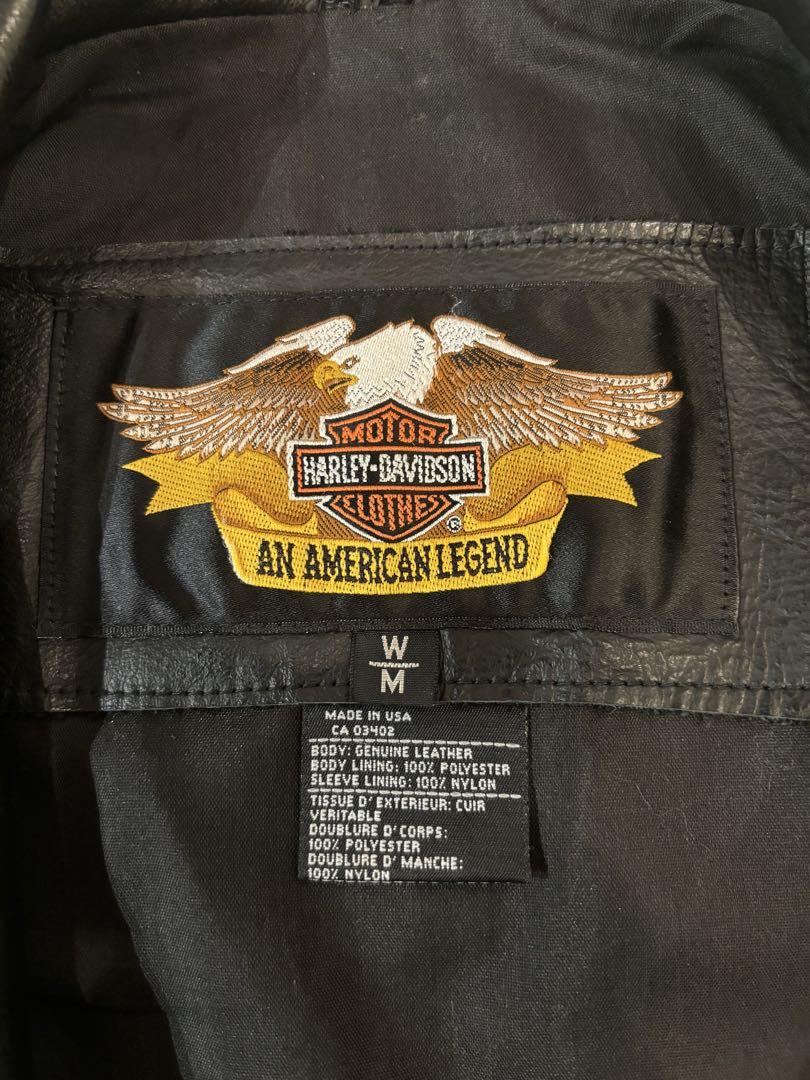 MOTOR
HARLEY-DAVIDSON
CLOTHES
®
AN AMERICAN LEGEND
W
M
MADE IN USA
CA 03402
BODY: GENUINE LEATHER
BODY LINING: 100% POLYESTER
SLEEVE LINING: 100% NYLON
TISSUE D'EXTERIEUR: CUIR
VERITABLE
DOUBLURE D'CORPS:
100% POLYESTER
DOUBLURE D'MANCHE:
100% NYLON